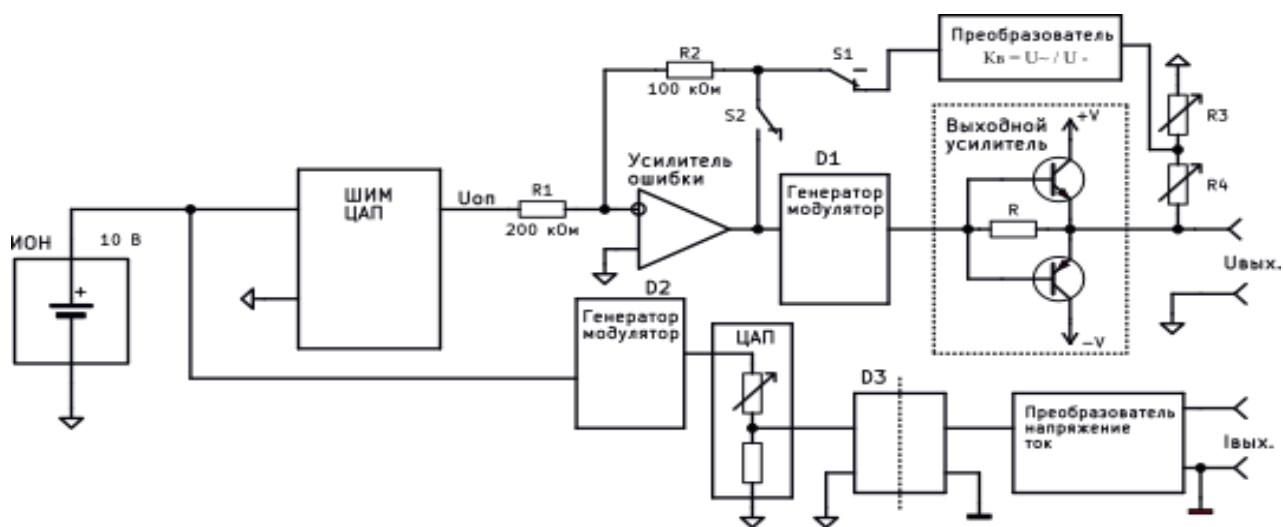 Преобразователь
Кв = U~ / U -
S1
R2
100 кОм
S2
R3
+V
Выходной
усилитель
R4
D1
Усилитель
ошибки
Генератор
модулятор
R
ШИМ
ЦАП
Uоп
R1
200 кОм
ИОН
10 В
+
Uвых.
-V
D2
Генератор
модулятор
ЦАП
D3
Преобразователь
напряжение
ток
Iвых.